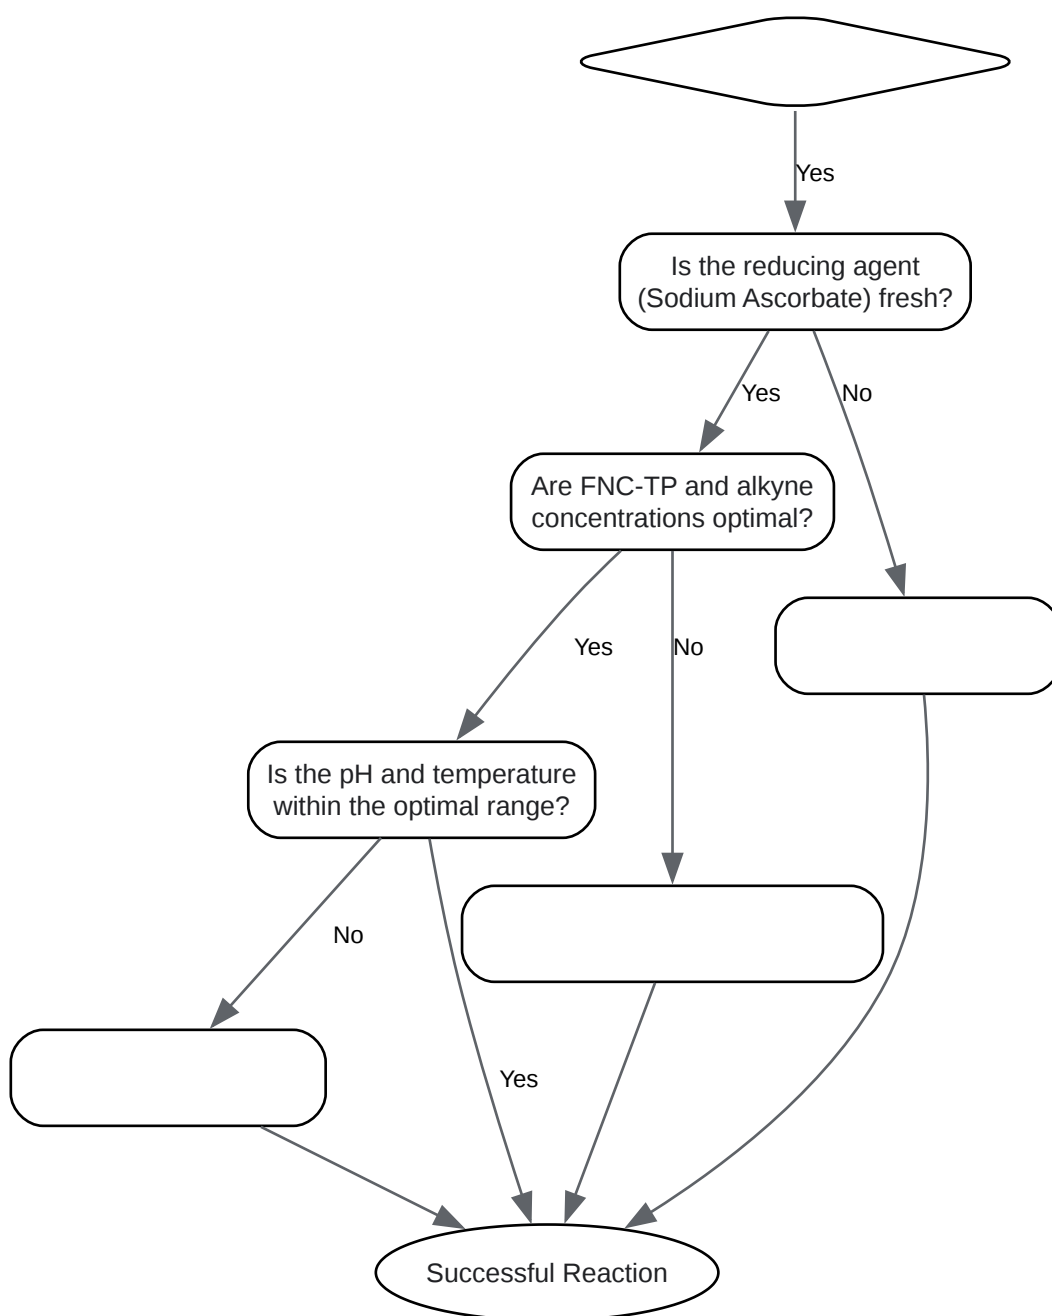 Yes
Is the reducing agent
(Sodium Ascorbate) fresh?
Yes
No
Are FNC-TP and alkyne
concentrations optimal?
Yes
No
Is the pH and temperature
within the optimal range?
No
Yes
Successful Reaction